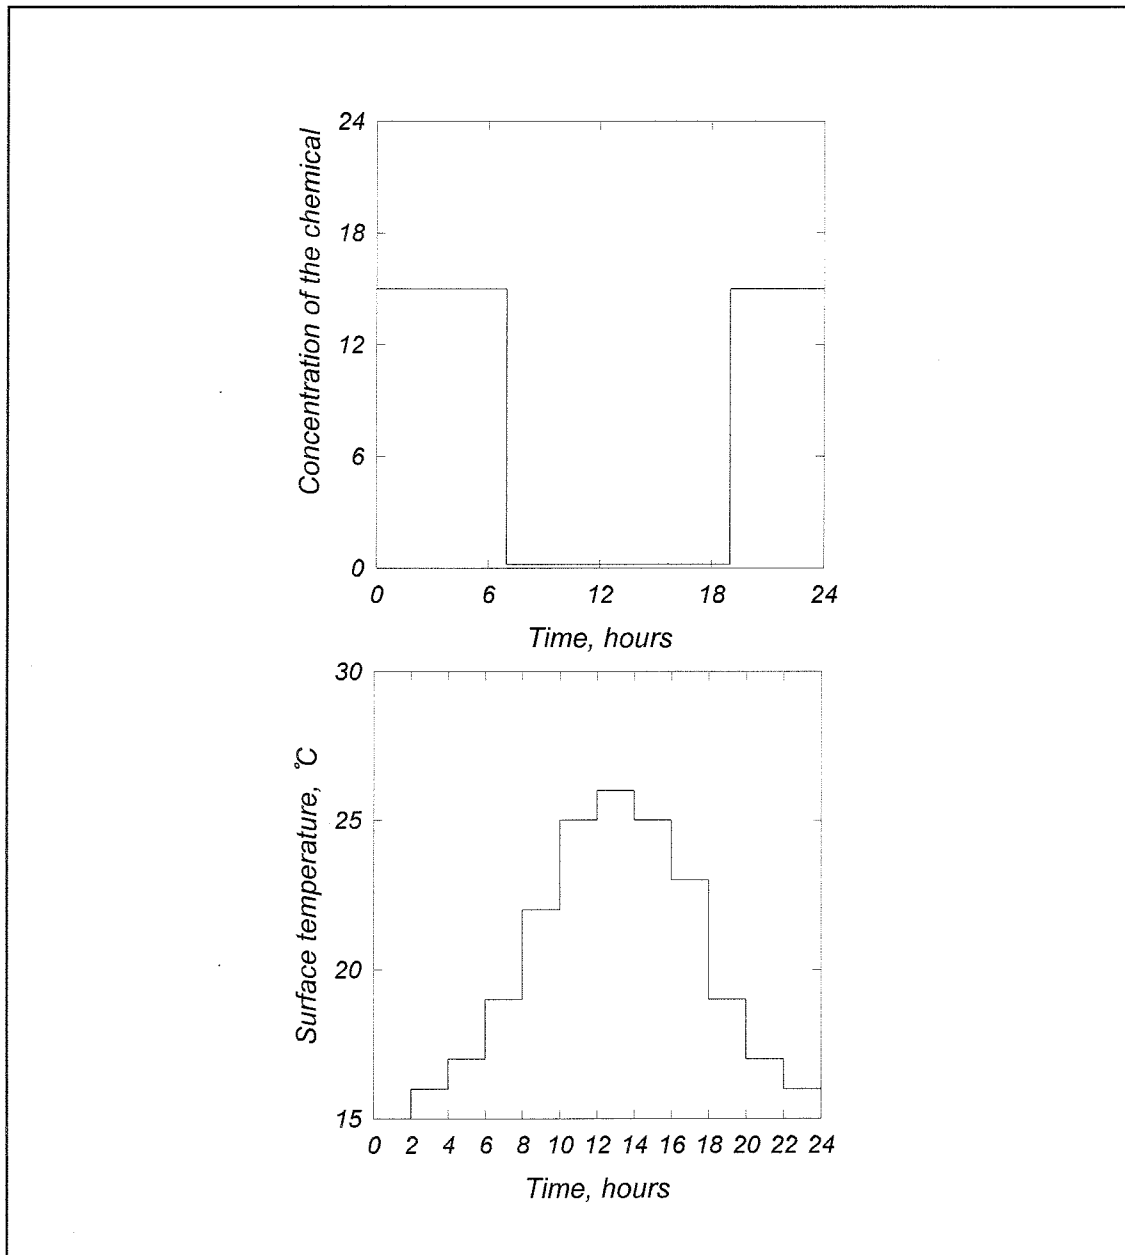 24
18
12
6
0
Concentration of the chemical
0 6 12 18 24
Time, hours
30
25
20
15
Surface temperature, °C
0 2 4 6 8 10 12 14 16 18 20 22 24
Time, hours